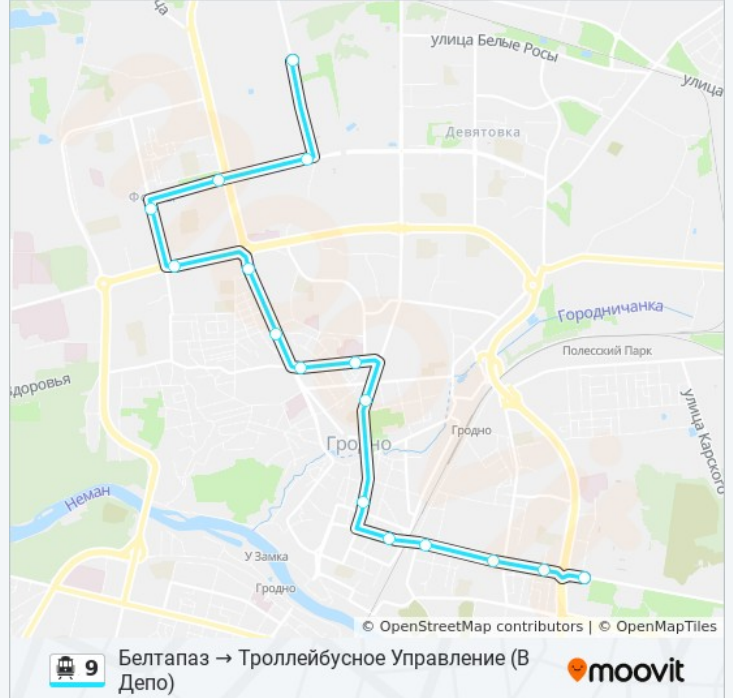 ца
улица Белые Росы
улица
Девятовка
Ф
Городничанка
Полесский Парк
здоровья
улица Карского
Гродно
Гродно
Неман
У Замка
Гродно
© OpenStreetMap contributors | © OpenMapTiles
9 Белтапаз → Троллейбусное Управление (В
Депо)
moovit